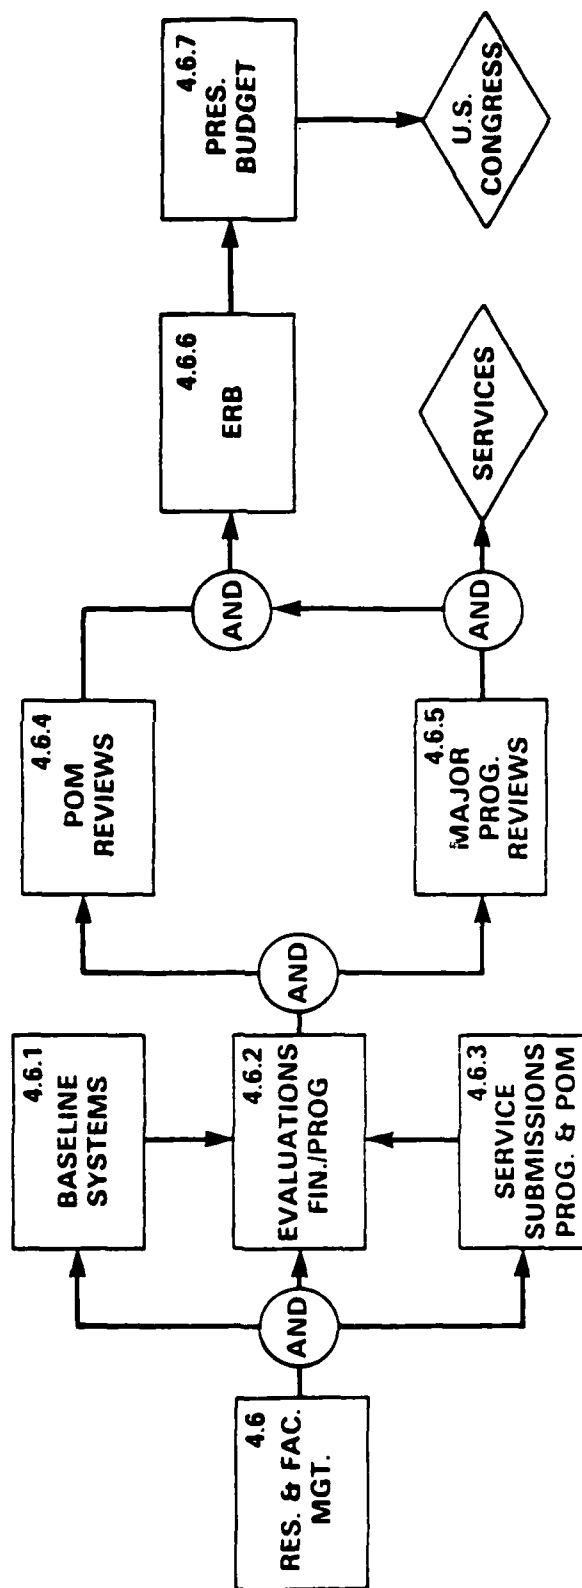 4.6
RES. & FAC.
MGT.
AND
4.6.1
BASELINE
SYSTEMS
4.6.2
EVALUATIONS
FIN./PROG
4.6.3
SERVICE
SUBMISSIONS
PROG. & POM
AND
4.6.4
POM
REVIEWS
4.6.5
MAJOR
PROG.
REVIEWS
AND
AND
4.6.6
ERB
SERVICES
4.6.7
PRES.
BUDGET
U.S.
CONGRESS